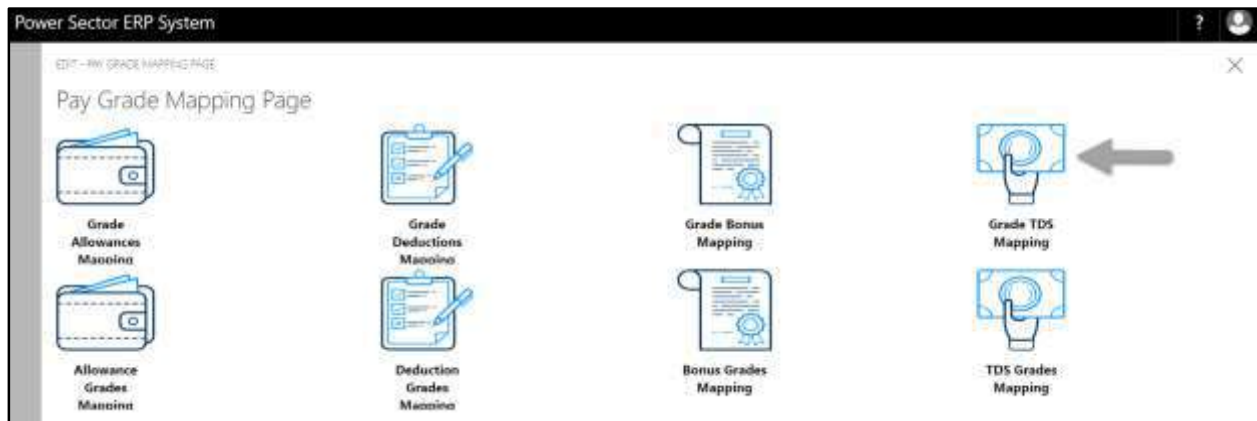 Power Sector ERP System ?
EDIT - PAY GRADE MAPPING PAGE
Pay Grade Mapping Page
Grade
Allowances
Mapping
Grade
Deductions
Mapping
Grade Bonus
Mapping
Grade TDS
Mapping
Allowance
Grades
Mapping
Deduction
Grades
Mapping
Bonus Grades
Mapping
TDS Grades
Mapping